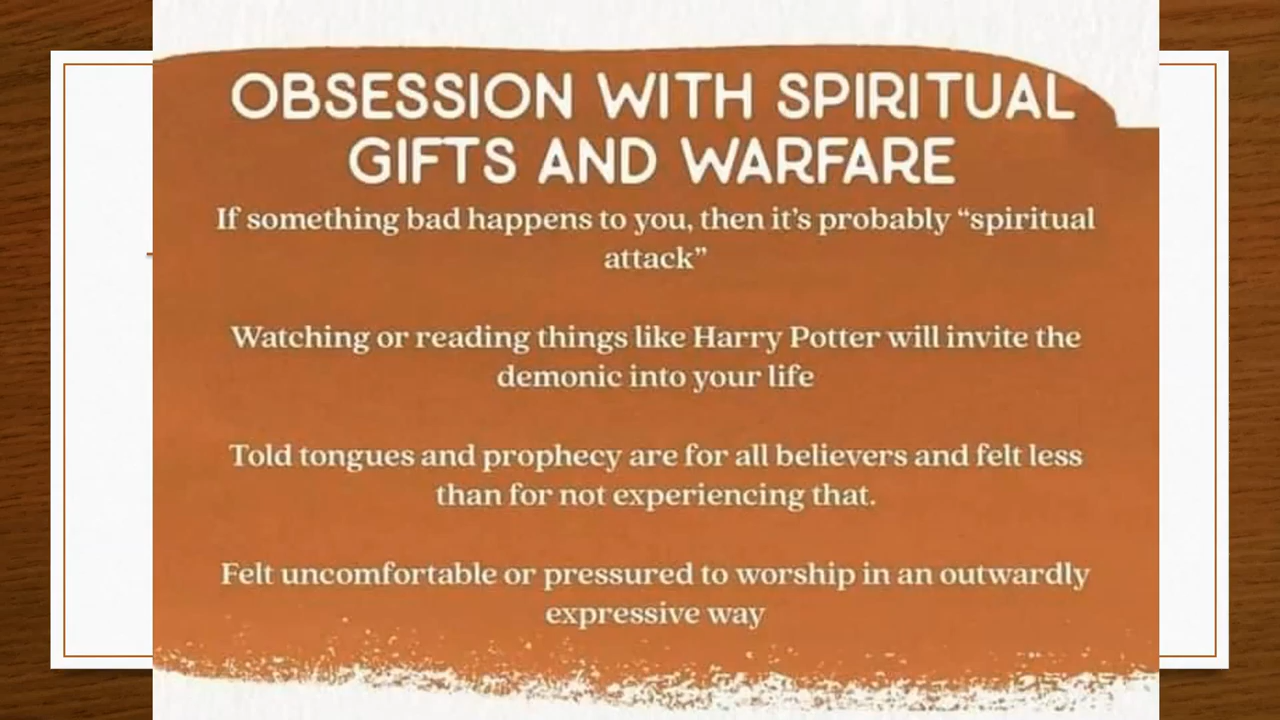 OBSESSION WITH SPIRITUAL
GIFTS AND WARFARE
If something bad happens to you, then it’s probably “spiritual
attack”
Watching or reading things like Harry Potter will invite the
demonic into your life
Told tongues and prophecy are for all believers and felt less
than for not experiencing that.
Felt uncomfortable or pressured to worship in an outwardly
expressive way